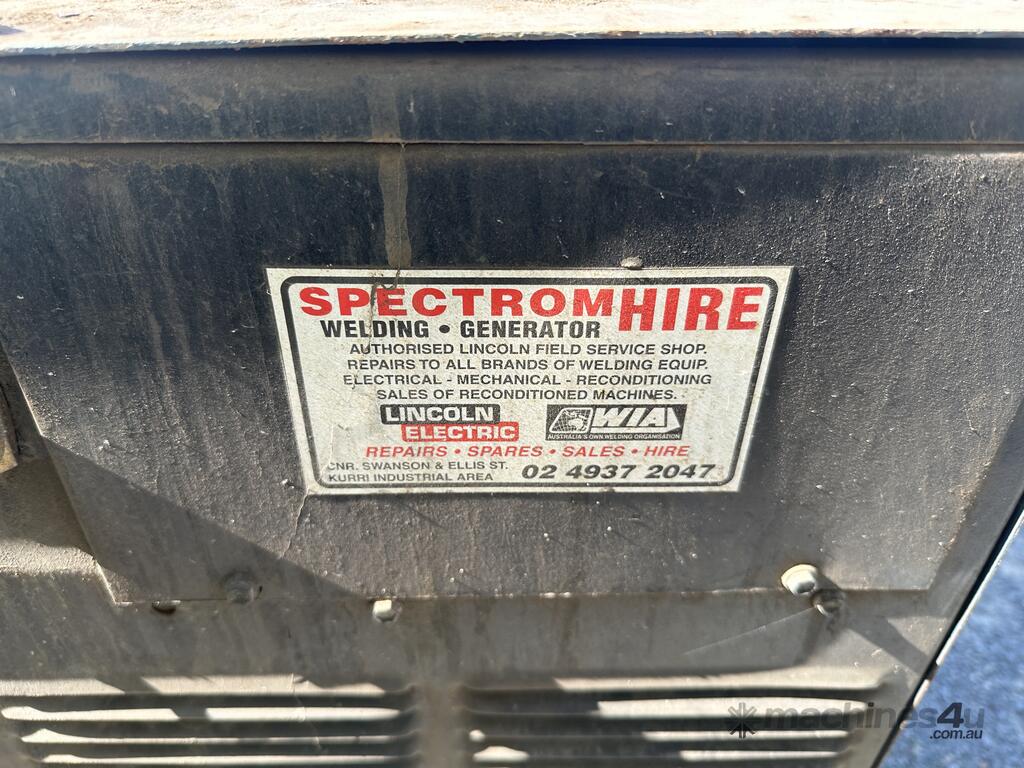 SPECTROM HIRE
WELDING • GENERATOR
AUTHORISED LINCOLN FIELD SERVICE SHOP.
REPAIRS TO ALL BRANDS OF WELDING EQUIP.
ELECTRICAL - MECHANICAL - RECONDITIONING
SALES OF RECONDITIONED MACHINES.
LINCOLN
ELECTRIC
WIA
AUSTRALIA'S OWN WELDING ORGANISATION
REPAIRS • SPARES • SALES • HIRE
CNR. SWANSON & ELLIS ST.
KURRI INDUSTRIAL AREA
02 4937 2047
machines4u
.com.au